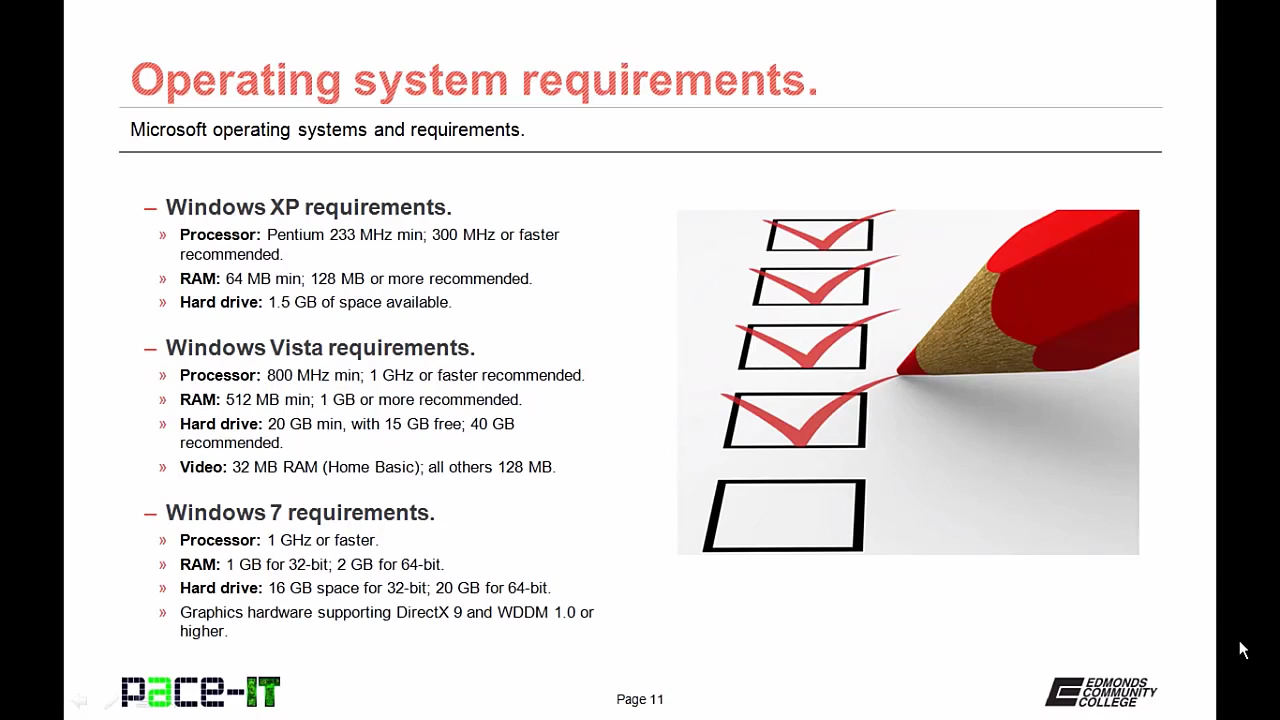 Operating system requirements.
Microsoft operating systems and requirements.
– Windows XP requirements.
» Processor: Pentium 233 MHz min; 300 MHz or faster
recommended.
» RAM: 64 MB min; 128 MB or more recommended.
» Hard drive: 1.5 GB of space available.
– Windows Vista requirements.
» Processor: 800 MHz min; 1 GHz or faster recommended.
» RAM: 512 MB min; 1 GB or more recommended.
» Hard drive: 20 GB min, with 15 GB free; 40 GB
recommended.
» Video: 32 MB RAM (Home Basic); all others 128 MB.
– Windows 7 requirements.
» Processor: 1 GHz or faster.
» RAM: 1 GB for 32-bit; 2 GB for 64-bit.
» Hard drive: 16 GB space for 32-bit; 20 GB for 64-bit.
» Graphics hardware supporting DirectX 9 and WDDM 1.0 or
higher.
pace-IT
Page 11
EDMONDS
COMMUNITY
COLLEGE